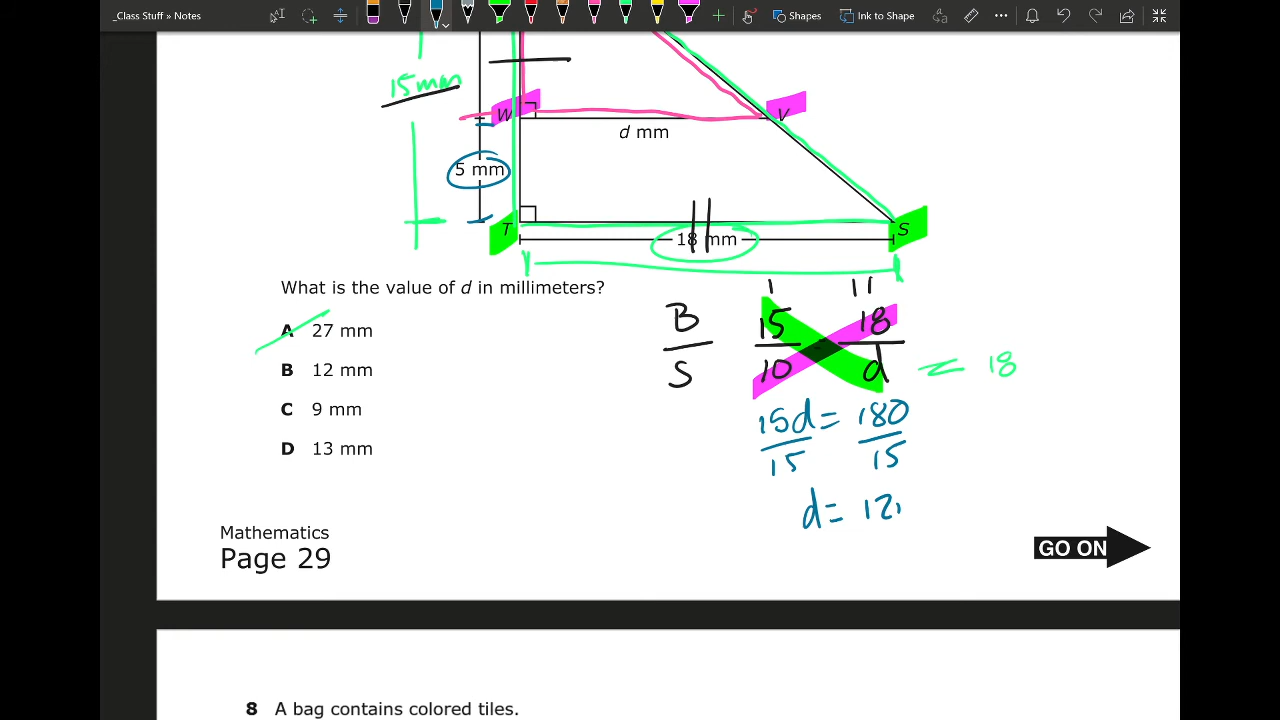 _Class Stuff » Notes
Shapes
Ink to Shape
15mm
W
V
d mm
5 mm
T
S
18 mm
What is the value of d in millimeters?
A 27 mm
B 12 mm
C 9 mm
D 13 mm
B 15 18
S 10 d
18
15d = 180
15 15
d = 12
Mathematics
Page 29
GO ON
8 A bag contains colored tiles.